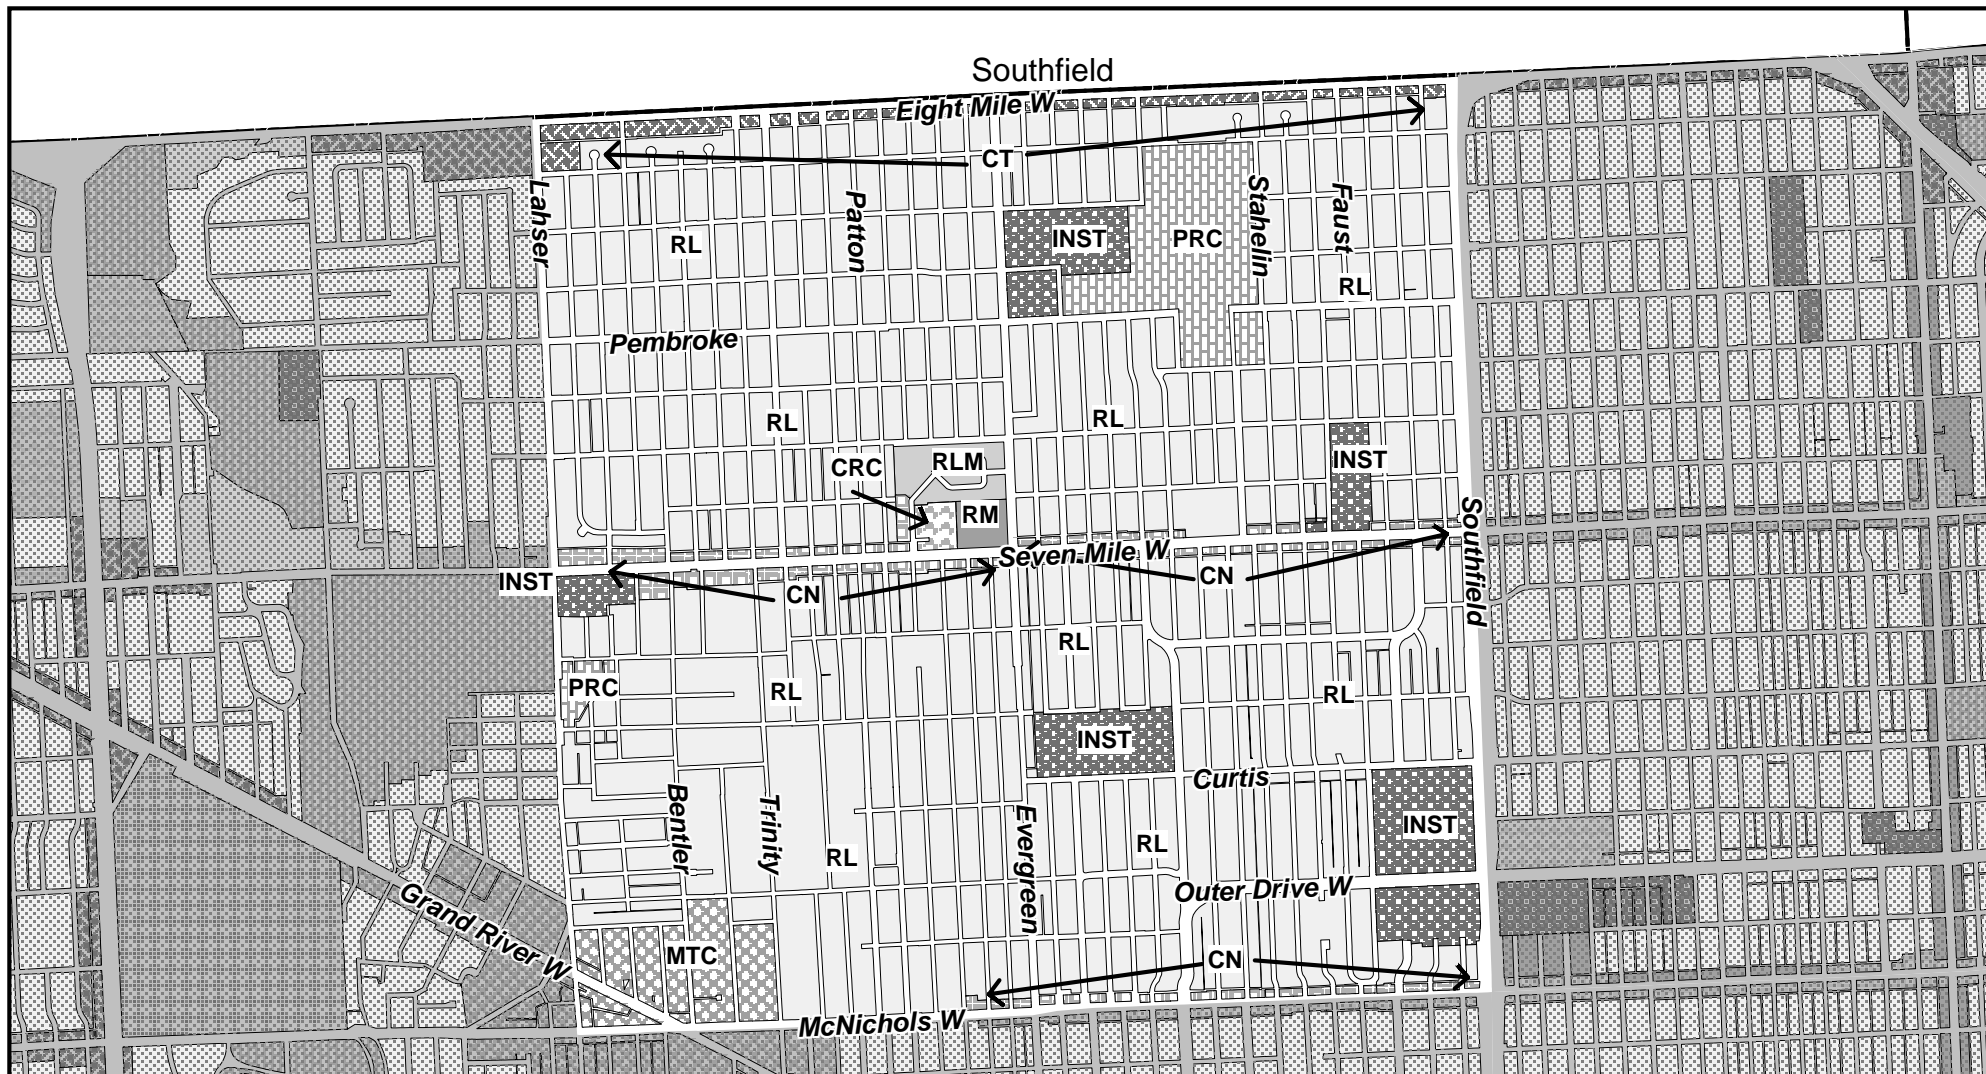 Southfield
Eight Mile W
CT
Lahser
Patton
Stahelin
Faust
RL
INST
PRC
RL
Pembroke
RL
RL
CRC
RLM
INST
RM
Southfield
Seven Mile W
INST
CN
CN
RL
PRC
RL
RL
INST
Curtis
Bentler
Trinity
Evergreen
INST
RL
RL
Outer Drive W
Grand River W
MTC
CN
McNichols W